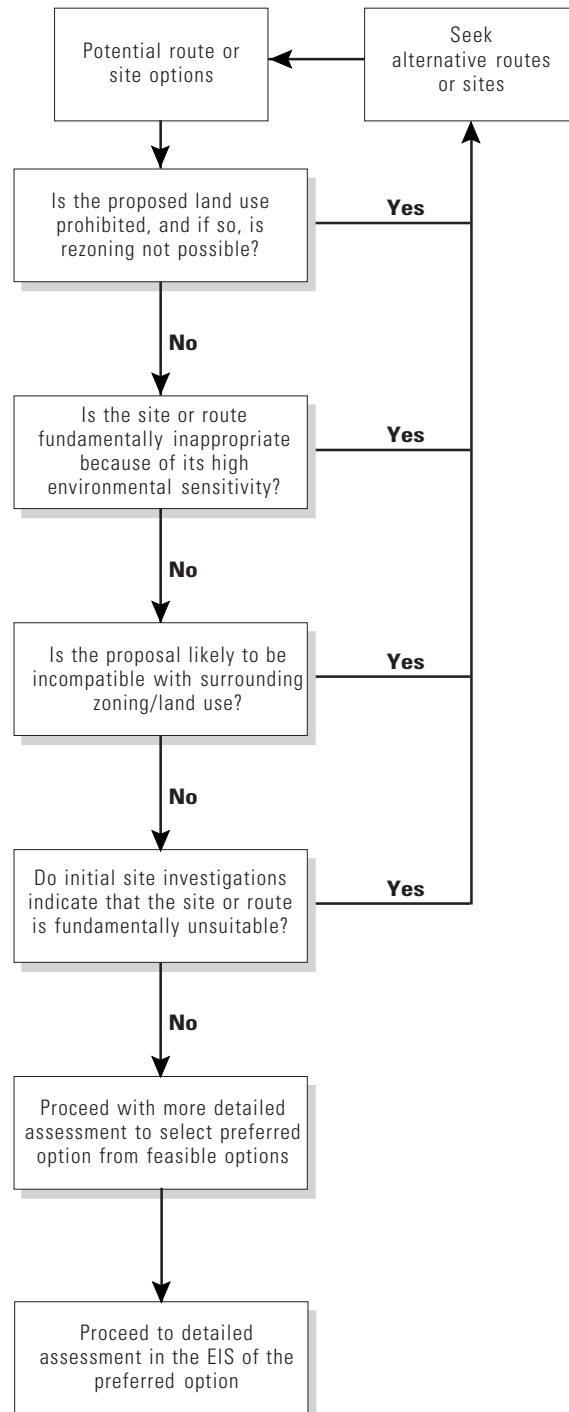 Potential route or
site options
Seek
alternative routes
or sites
Is the proposed land use
prohibited, and if so, is
rezoning not possible?
Yes
No
Is the site or route
fundamentally inappropriate
because of its high
environmental sensitivity?
Yes
No
Is the proposal likely to be
incompatible with surrounding
zoning/land use?
Yes
No
Do initial site investigations
indicate that the site or route
is fundamentally unsuitable?
Yes
No
Proceed with more detailed
assessment to select preferred
option from feasible options
Proceed to detailed
assessment in the EIS of the
preferred option